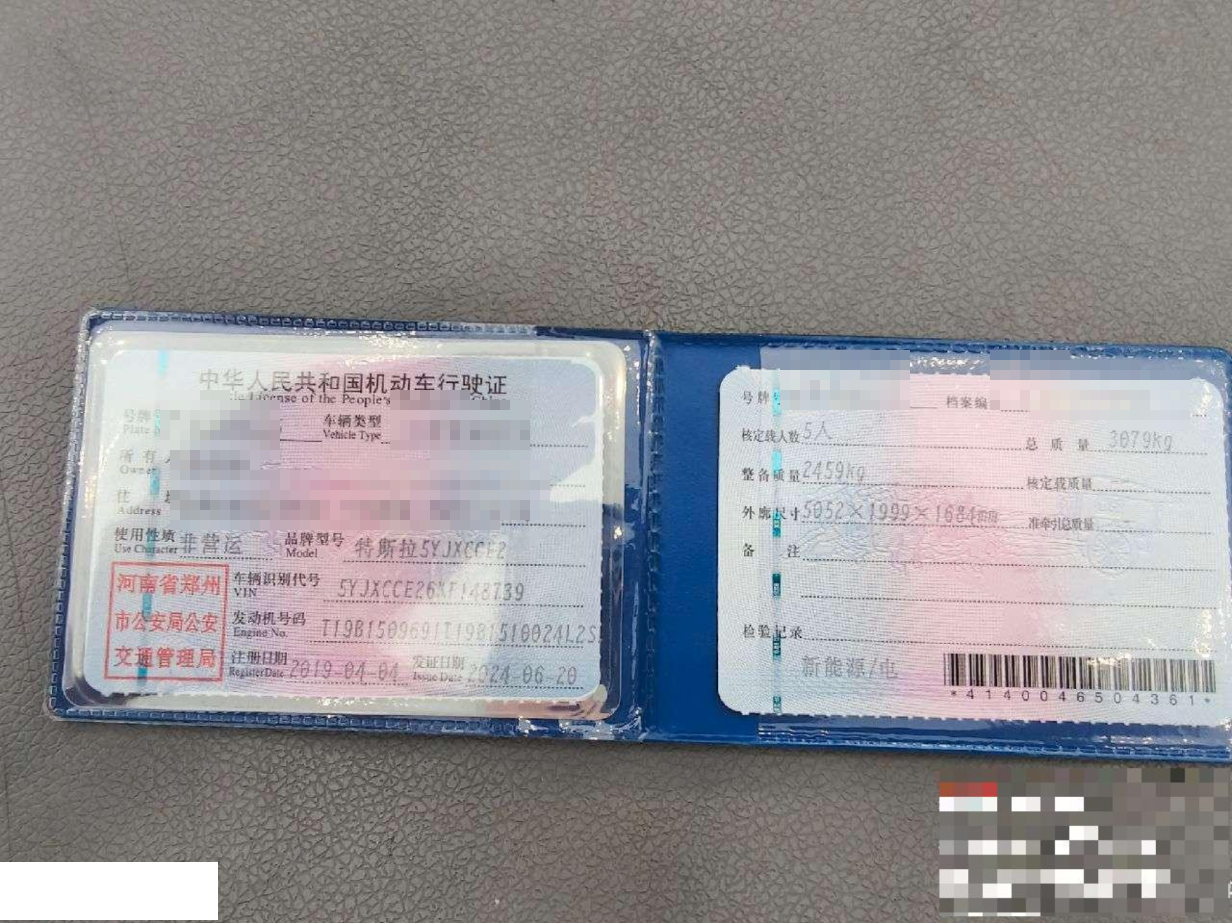 中华人民共和国机动车行驶证
License of the People's
号牌
Plate
车辆类型
Vehicle Type
所有
Owner
住
Address
使用性质
Use Character
非营运
品牌型号
Model
特斯拉5YJXCCE2
河南省郑州
市公安局公安
交通管理局
车辆识别代号
VIN
5YJXCCE26KF148739
发动机号码
Engine No.
T19B1509691T19B1510024L2S
注册日期
Register Date
2019-04-04
发证日期
Issue Date
2024-06-20
号牌
档案编
核定载人数 5人
总质量 3079kg
整备质量 2459kg
核定载质量 --
外廓尺寸 5052×1999×1684
准牵引总质量 --
备注
检验记录
新能源/电
*4140046504361*